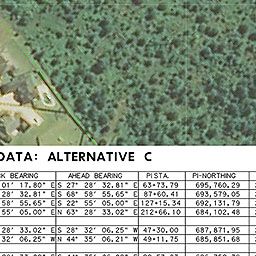 DATA: ALTERNATIVE C
CK BEARING AHEAD BEARING PI STA. PI-NORTHING
01' 17.80" E S 27° 28' 32.81" E 63+73.79 695,760.29
28' 32.81" E S 68° 58' 55.65" E 87+60.41 693,579.05
58' 55.65" E S 22° 55' 05.00" E 127+15.34 692,131.79
55' 05.00" E N 63° 28' 33.02" E 212+66.10 684,102.48
28' 33.02" E S 28° 32' 06.25" W 47+30.00 687,871.95
32' 06.25" W N 44° 35' 06.21" W 49+11.75 685,851.68